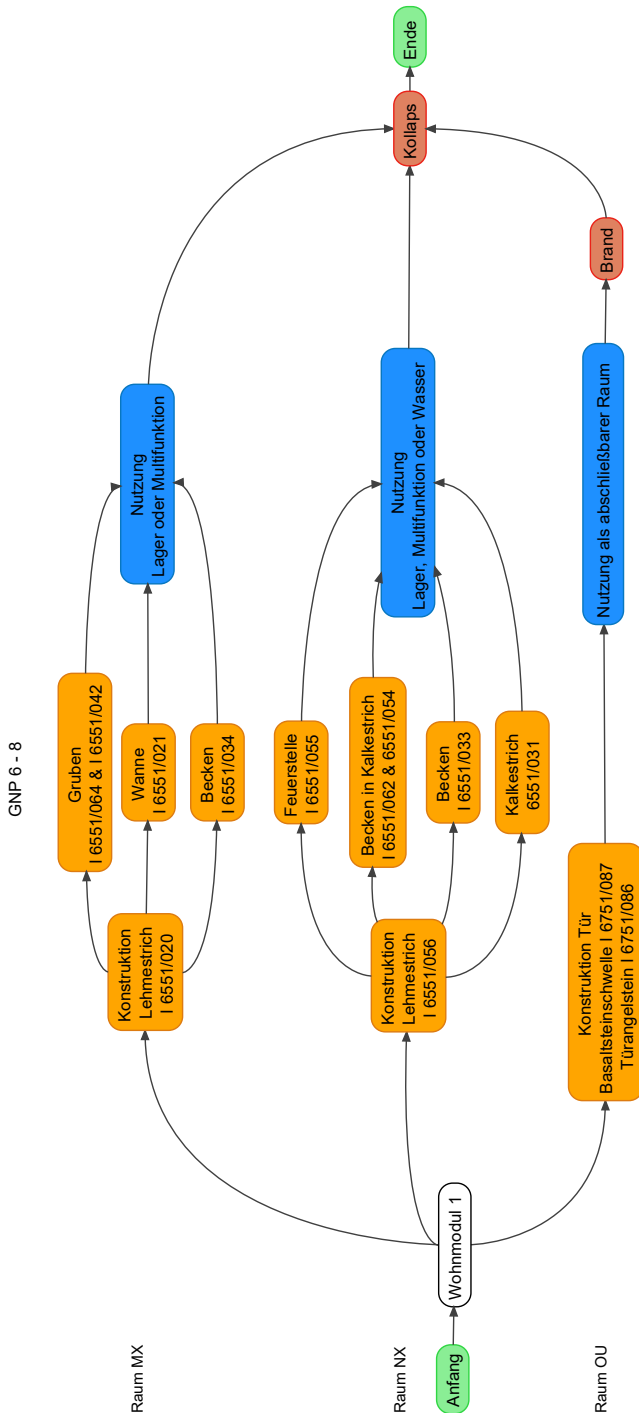 GNP 6 - 8
Raum MX
Raum NX
Raum OU
Anfang
Wohnmodul 1
Konstruktion
Lehmestrich
I 6551/020
Gruben
I 6551/064 & I 6551/042
Wanne
I 6551/021
Becken
I 6551/034
Nutzung
Lager oder Multifunktion
Konstruktion
Lehmestrich
I 6551/056
Feuerstelle
I 6551/055
Becken in Kalkestrich
I 6551/062 & 6551/054
Becken
I 6551/033
Kalkestrich
6551/031
Nutzung
Lager, Multifunktion oder Wasser
Konstruktion Tür
Basaltsteinschwelle I 6751/087
Türangelstein I 6751/086
Nutzung als abschließbarer Raum
Brand
Kollaps
Ende